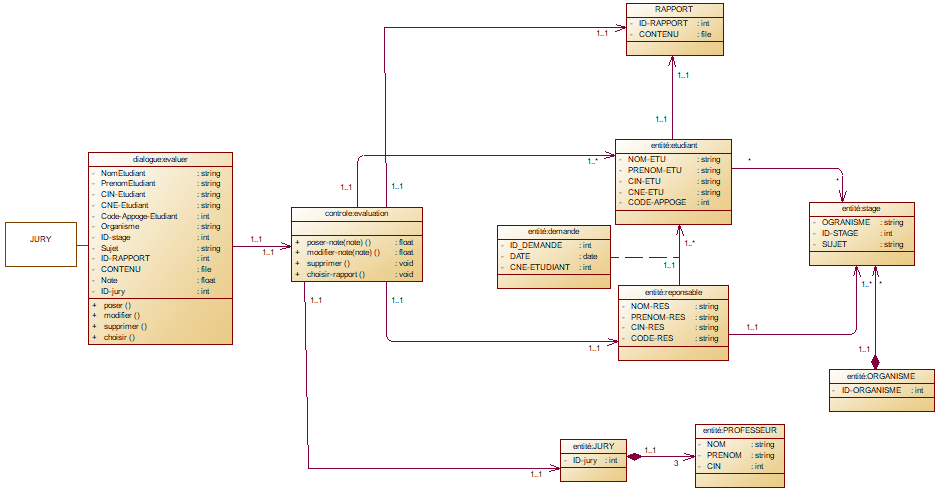 RAPPORT
- ID-RAPPORT : int
- CONTENU : file
1..1
1..1
1..1
1..1
dialogue:evaluer
- NomEtudiant : string
- PrenomEtudiant : string
- CIN-Etudiant : string
- CNE-Etudiant : string
- Code-Appoge-Etudiant : int
- Organisme : string
- ID-stage : int
- Sujet : string
- ID-RAPPORT : int
- CONTENU : file
- Note : float
- ID-jury : int
+ poser ()
+ modifier ()
+ supprimer ()
+ choisir ()
JURY
1..1
1..1
controle:evaluation
+ poser-note(note) () : float
+ modifier-note(note) () : float
+ supprimer () : void
+ choisir-rapport () : void
1..1
1..*
entité:etudiant
- NOM-ETU : string
- PRENOM-ETU : string
- CIN-ETU : string
- CNE-ETU : string
- CODE-APPOGE : int
*
*
entité:stage
- OGRANISME : string
- ID-STAGE : int
- SUJET : string
entité:demande
- ID_DEMANDE : int
- DATE : date
- CNE-ETUDIANT : int
1..*
1..1
entité:reponsable
- NOM-RES : string
- PRENOM-RES : string
- CIN-RES : string
- CODE-RES : string
1..1
1..1
1..1
1..*
*
1..1
entité:ORGANISME
- ID-ORGANISME : int
1..1
1..1
entité:JURY
- ID-jury : int
1..1
3
entité:PROFESSEUR
- NOM : string
- PRENOM : string
- CIN : int